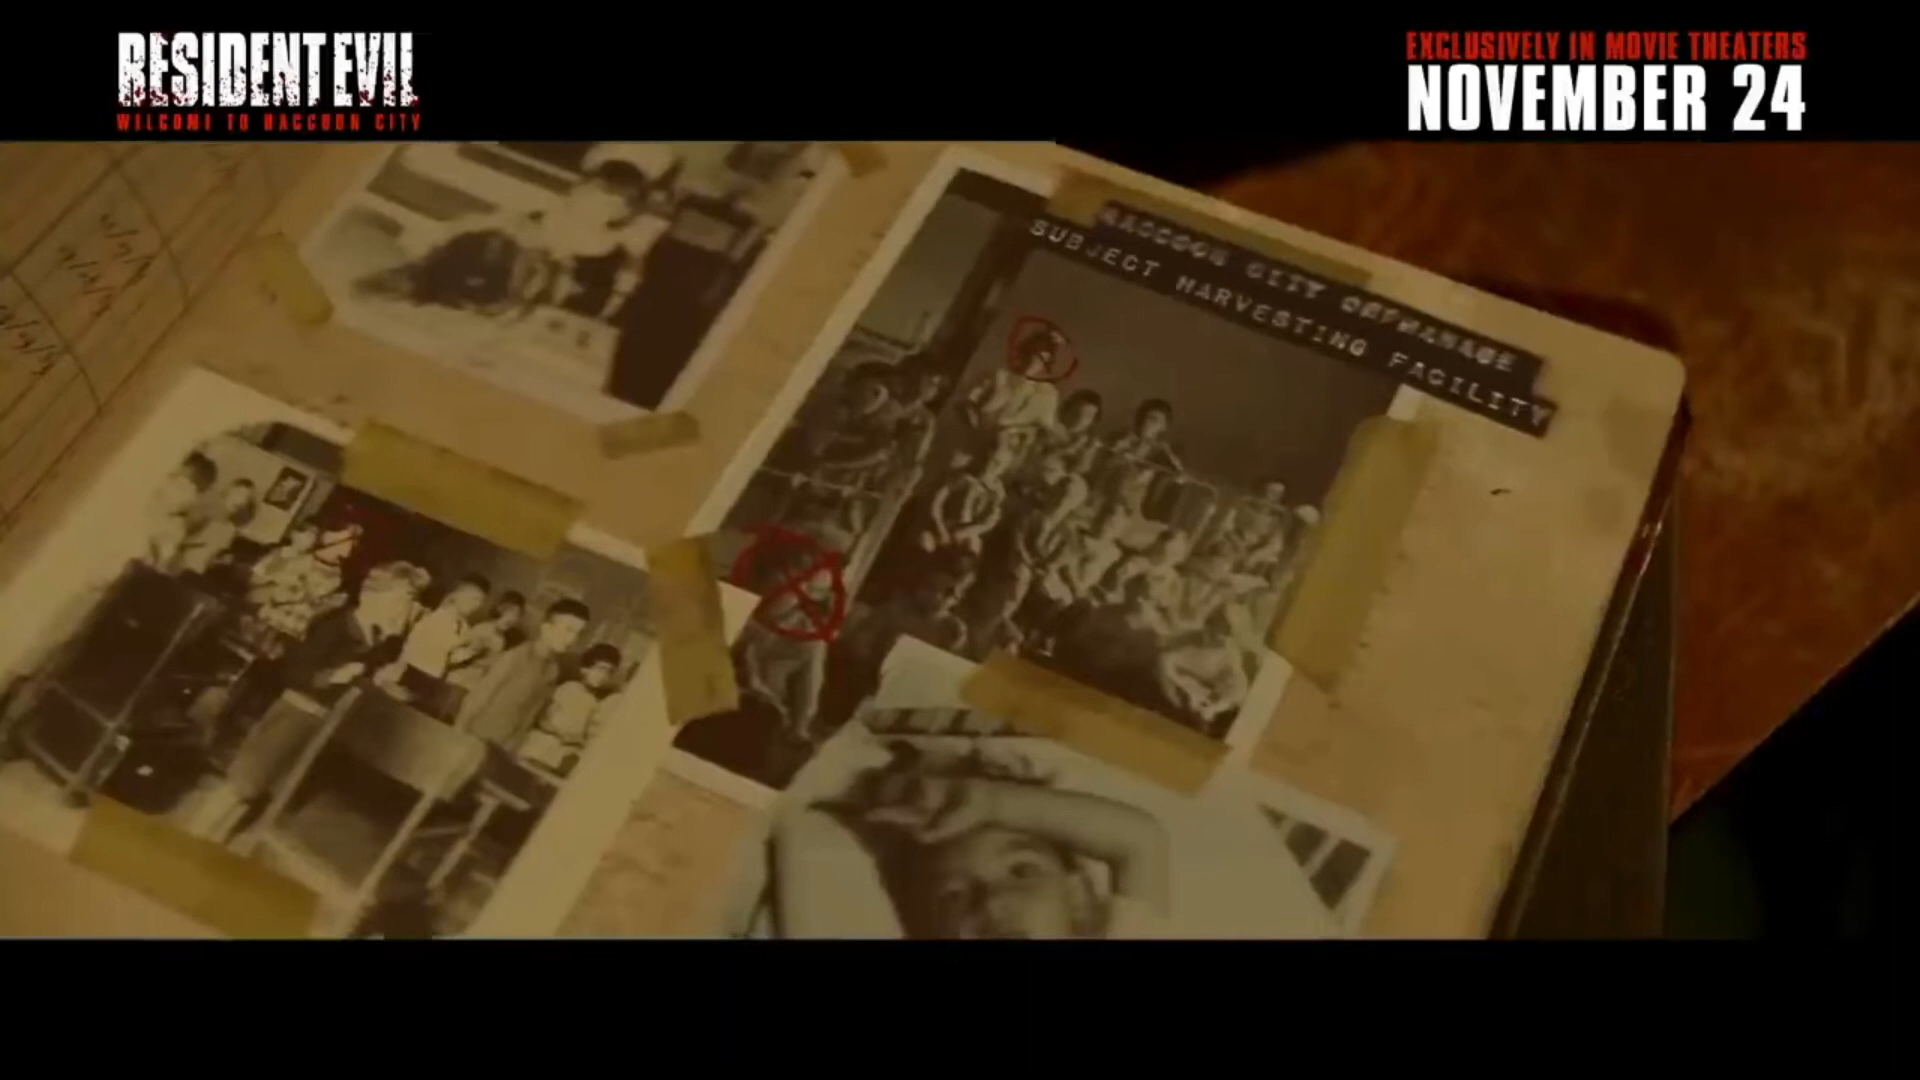 RESIDENT EVIL
WELCOME TO RACCOON CITY
EXCLUSIVELY IN MOVIE THEATERS
NOVEMBER 24
RACCOON CITY ORPHANAGE
SUBJECT HARVESTING FACILITY